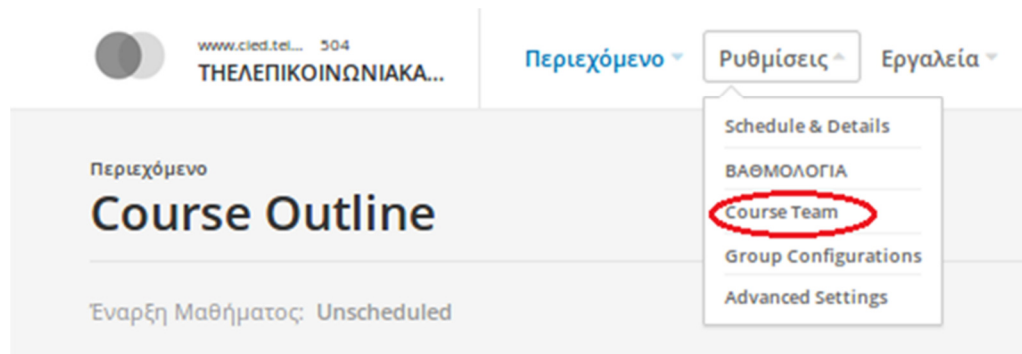 www.cied.tei... 504
ΤΗΕΛΕΠΙΚΟΙΝΩΝΙΑΚΑ...
Περιεχόμενο Ρυθμίσεις Εργαλεία
Schedule & Details
ΒΑΘΜΟΛΟΓΙΑ
Course Team
Group Configurations
Advanced Settings
Περιεχόμενο
Course Outline
Έναρξη Μαθήματος: Unscheduled